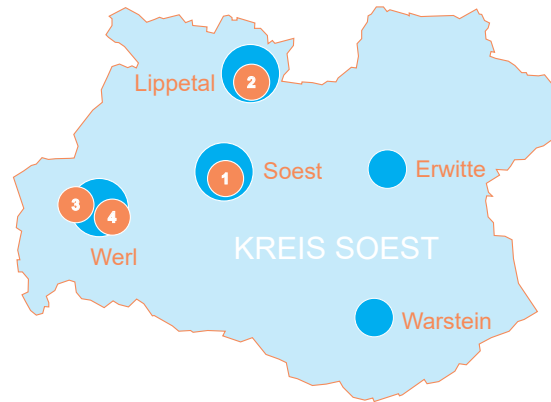 Lippetal
2
1
Soest
Erwitte
3
4
Werl
KREIS SOEST
Warstein